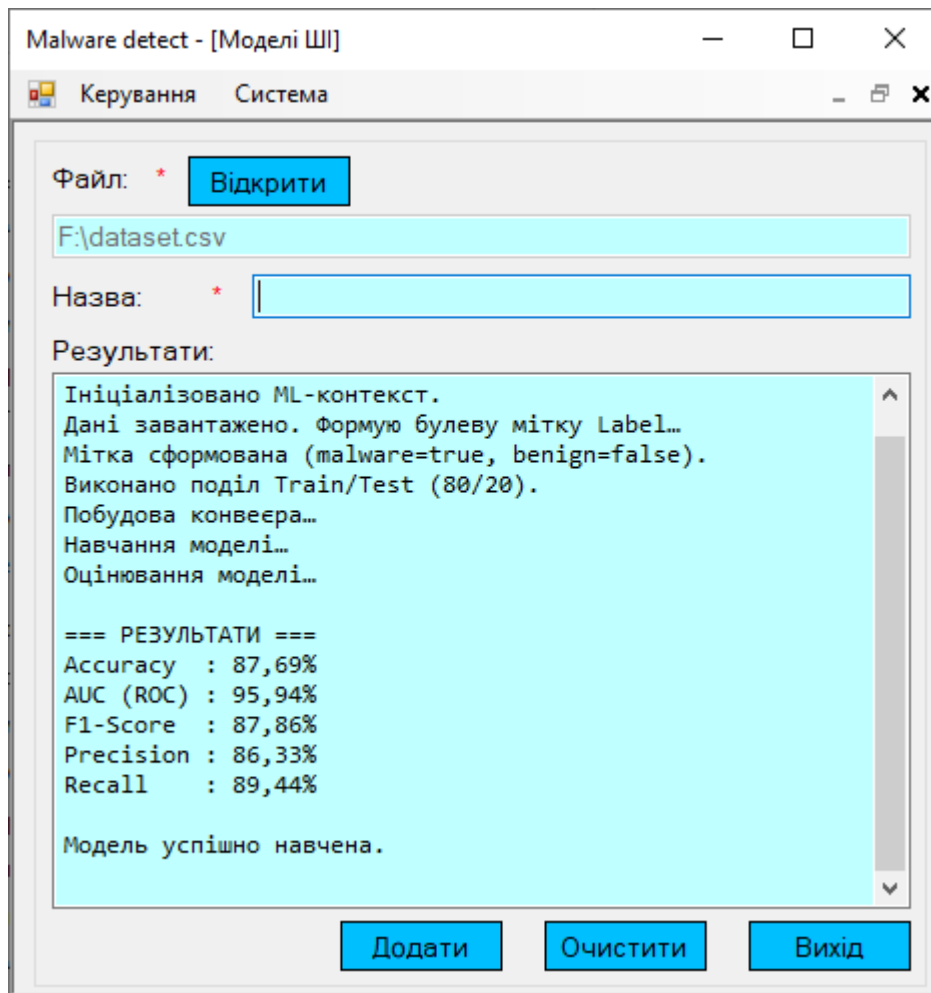 Malware detect - [Моделі ШІ]
Керування Система
Файл: * Відкрити
F:\dataset.csv
Назва: *
Результати:
Ініціалізовано ML-контекст.
Дані завантажено. Формую булеву мітку Label…
Мітка сформована (malware=true, benign=false).
Виконано поділ Train/Test (80/20).
Побудова конвеєра…
Навчання моделі…
Оцінювання моделі…
=== РЕЗУЛЬТАТИ ===
Accuracy : 87,69%
AUC (ROC) : 95,94%
F1-Score : 87,86%
Precision : 86,33%
Recall : 89,44%
Модель успішно навчена.
Додати Очистити Вихід